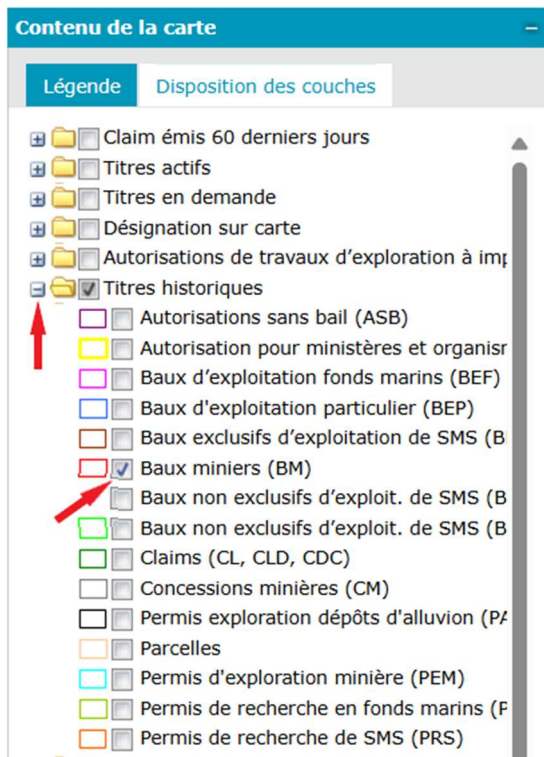 Contenu de la carte
Légende Disposition des couches
Claim émis 60 derniers jours
Titres actifs
Titres en demande
Désignation sur carte
Autorisations de travaux d’exploration à imp
Titres historiques
Autorisations sans bail (ASB)
Autorisation pour ministères et organism
Baux d’exploitation fonds marins (BEF)
Baux d'exploitation particulier (BEP)
Baux exclusifs d’exploitation de SMS (B
Baux miniers (BM)
Baux non exclusifs d’exploit. de SMS (B
Baux non exclusifs d’exploit. de SMS (B
Claims (CL, CLD, CDC)
Concessions minières (CM)
Permis exploration dépôts d'alluvion (PA
Parcelles
Permis d'exploration minière (PEM)
Permis de recherche en fonds marins (P
Permis de recherche de SMS (PRS)